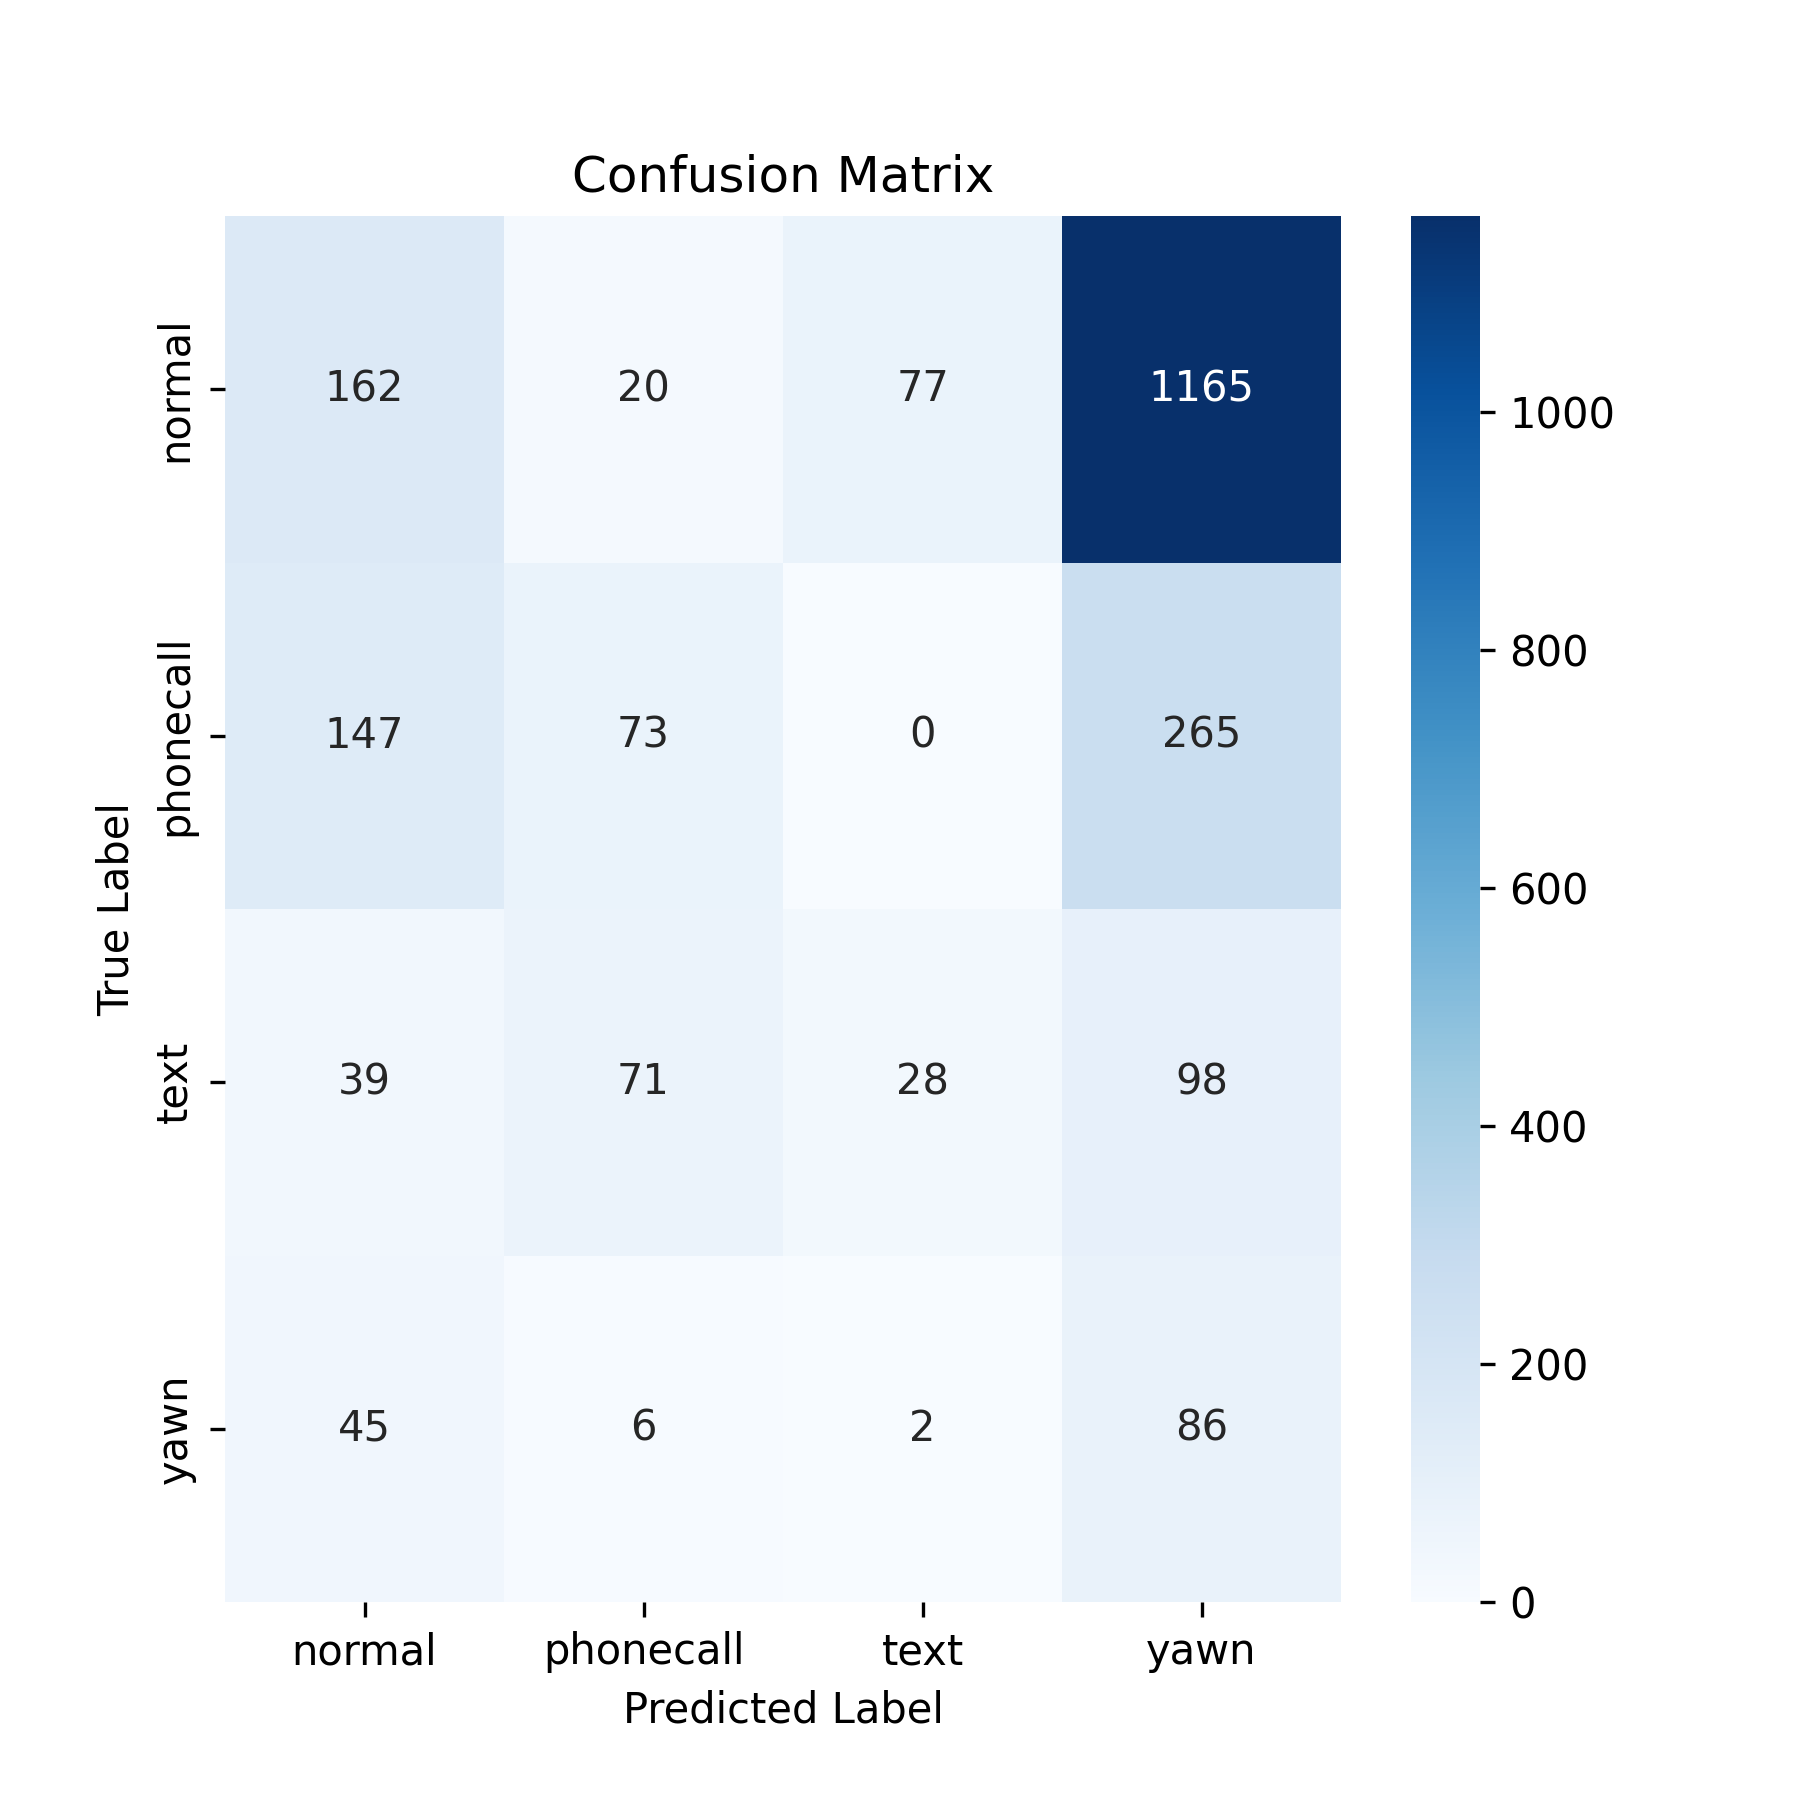 Confusion Matrix
normal 162 20 77 1165
phonecall 147 73 0 265
text 39 71 28 98
yawn 45 6 2 86
normal phonecall text yawn
Predicted Label
True Label
1000
800
600
400
200
0